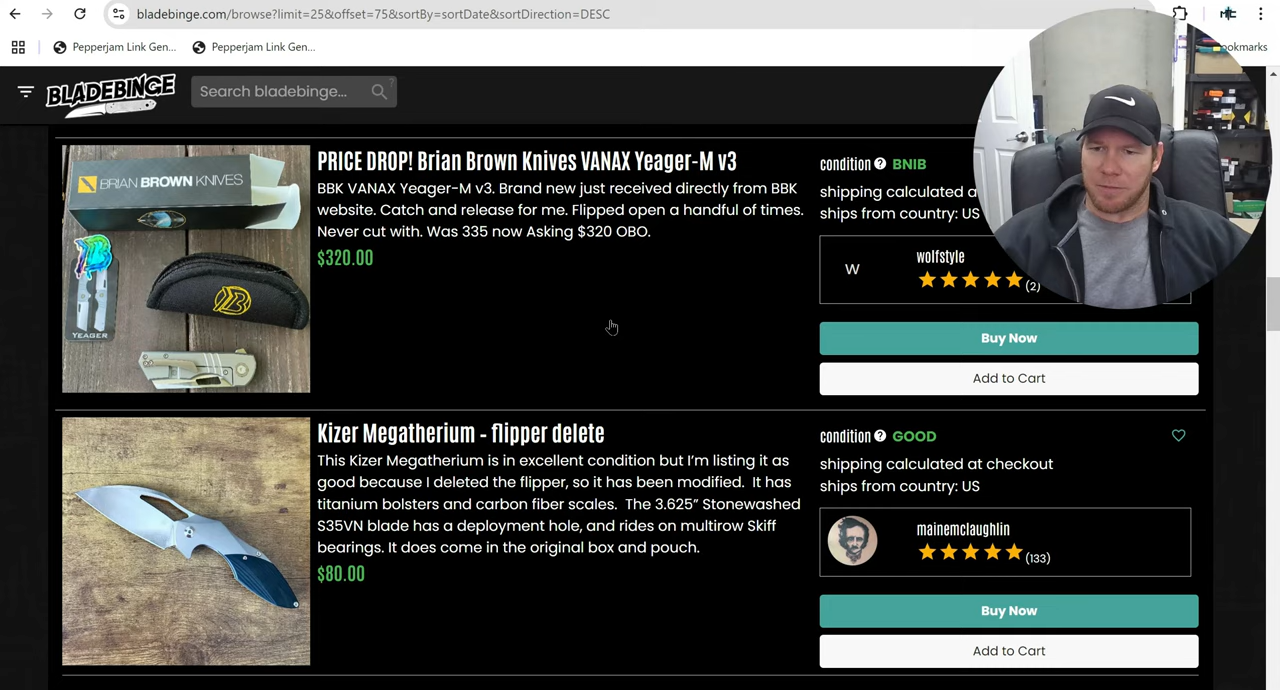 bladebinge.com/browse?limit=25&offset=75&sortBy=sortDate&sortDirection=DESC
Pepperjam Link Gen... Pepperjam Link Gen... ookmarks
BLADEBINGE Search bladebinge... ?
PRICE DROP! Brian Brown Knives VANAX Yeager-M v3
BBK VANAX Yeager-M v3. Brand new just received directly from BBK
website. Catch and release for me. Flipped open a handful of times.
Never cut with. Was 335 now Asking $320 OBO.
$320.00
condition ? BNIB
shipping calculated a
ships from country: US
W wolfstyle
(2)
Buy Now
Add to Cart
BRIAN BROWN KNIVES
YEAGER
Kizer Megatherium - flipper delete
This Kizer Megatherium is in excellent condition but I'm listing it as
good because I deleted the flipper, so it has been modified. It has
titanium bolsters and carbon fiber scales. The 3.625" Stonewashed
S35VN blade has a deployment hole, and rides on multirow Skiff
bearings. It does come in the original box and pouch.
$80.00
condition ? GOOD
shipping calculated at checkout
ships from country: US
mainemclaughlin
(133)
Buy Now
Add to Cart